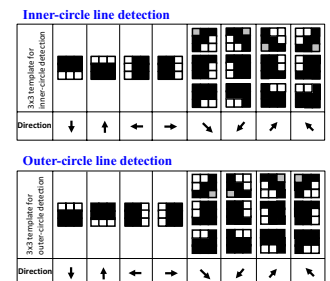 Inner-circle line detection
3x3 template for
inner-circle detection
Direction
Outer-circle line detection
3x3 template for
outer-circle detection
Direction